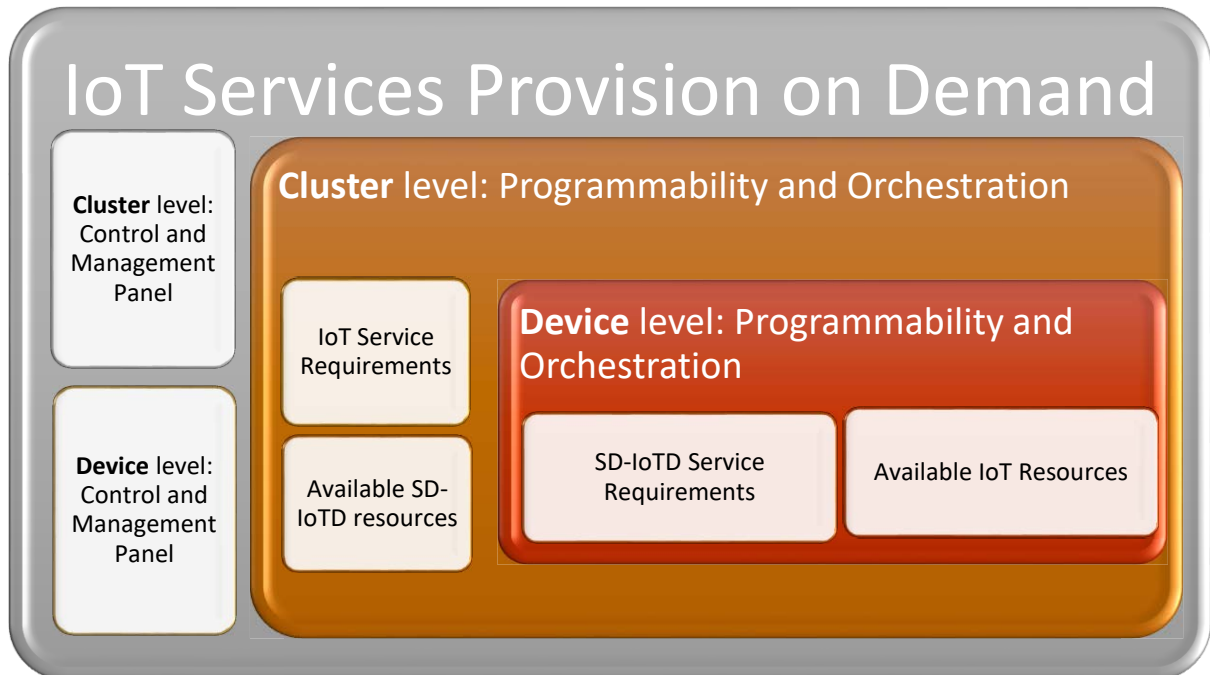 IoT Services Provision on Demand
Cluster level:
Control and
Management
Panel
Device level:
Control and
Management
Panel
Cluster level: Programmability and Orchestration
IoT Service
Requirements
Available SD-
IoTD resources
Device level: Programmability and
Orchestration
SD-IoTD Service
Requirements
Available IoT Resources